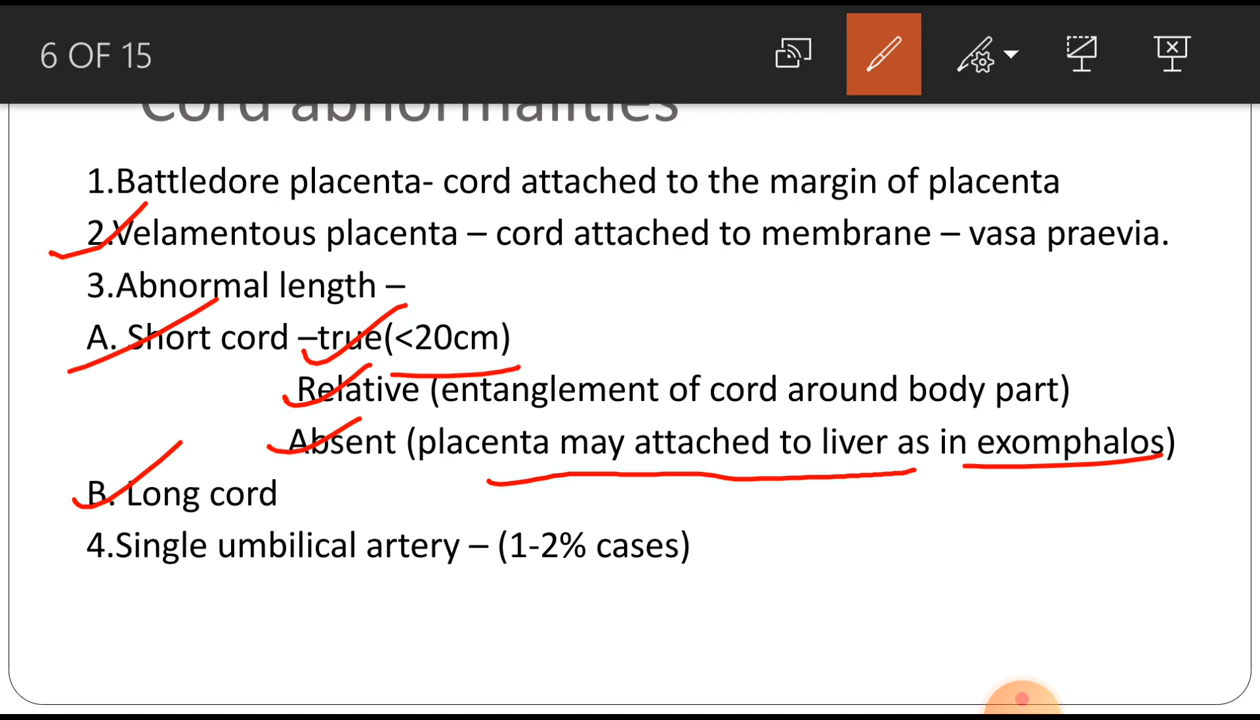 6 OF 15
Cord abnormalities
1.Battledore placenta- cord attached to the margin of placenta
2.Velamentous placenta – cord attached to membrane – vasa praevia.
3.Abnormal length –
A. Short cord –true(<20cm)
Relative (entanglement of cord around body part)
Absent (placenta may attached to liver as in exomphalos)
B. Long cord
4.Single umbilical artery – (1-2% cases)